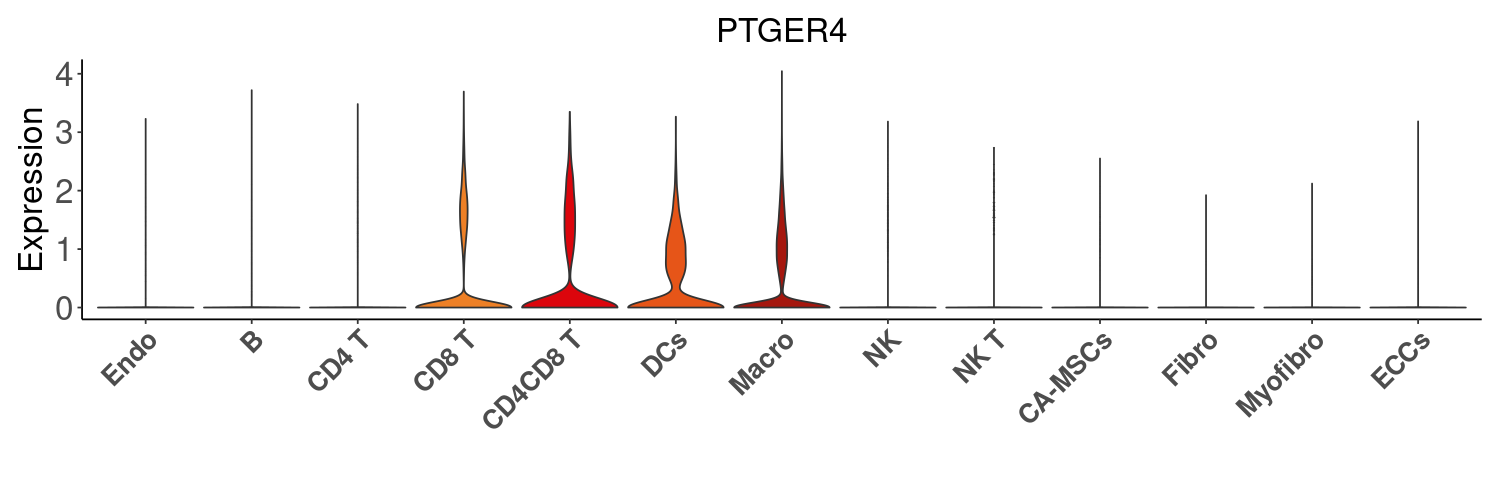 PTGER4
Expression
4
3
2
1
0
Endo
B
CD4 T
CD8 T
CD4CD8 T
DCs
Macro
NK
NK T
CA-MSCs
Fibro
Myofibro
ECCs